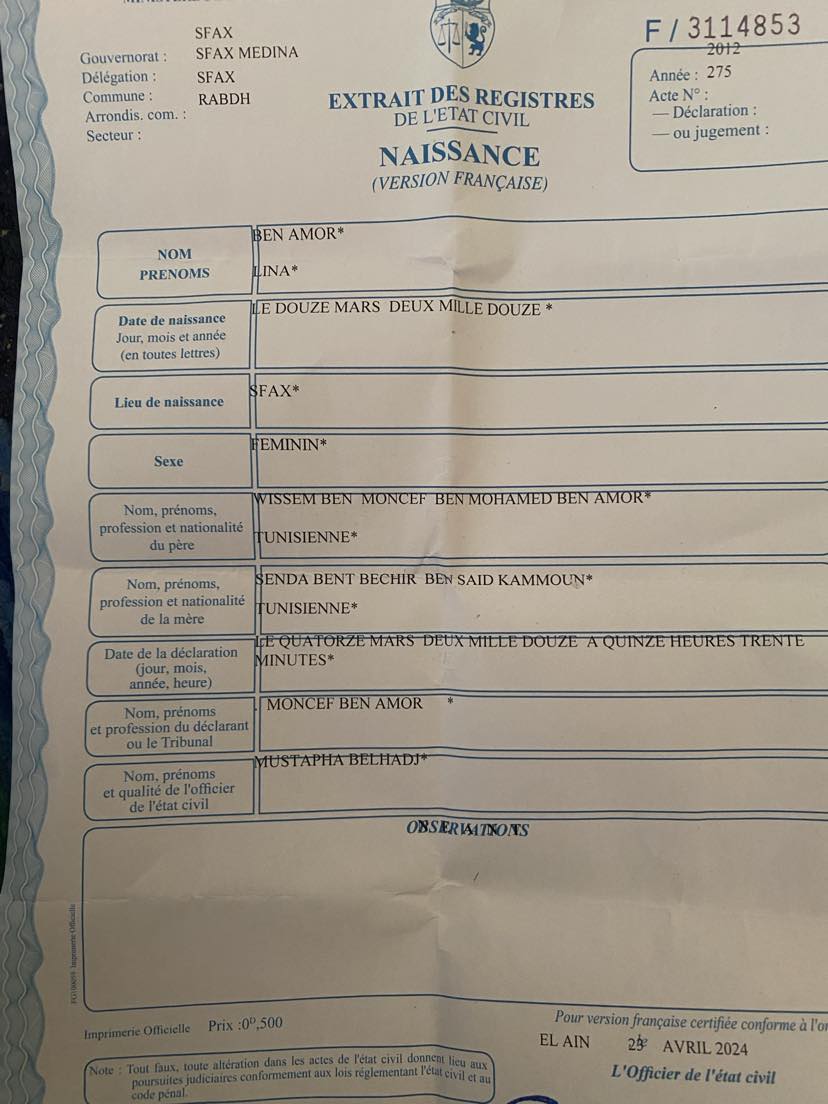 SFAX
Gouvernorat : SFAX MEDINA
Délégation : SFAX
Commune : RABDH
Arrondis. com. :
Secteur :
F / 3114853
2012
Année : 275
Acte N° :
— Déclaration :
— ou jugement :
EXTRAIT DES REGISTRES
DE L'ETAT CIVIL
NAISSANCE
(VERSION FRANÇAISE)
NOM
PRENOMS
BEN AMOR*
LINA*
Date de naissance
Jour, mois et année
(en toutes lettres)
LE DOUZE MARS DEUX MILLE DOUZE *
Lieu de naissance
SFAX*
Sexe
FEMININ*
Nom, prénoms,
profession et nationalité
du père
WISSEM BEN MONCEF BEN MOHAMED BEN AMOR*
TUNISIENNE*
Nom, prénoms,
profession et nationalité
de la mère
SENDA BENT BECHIR BEN SAID KAMMOUN*
TUNISIENNE*
Date de la déclaration
(jour, mois,
année, heure)
LE QUATORZE MARS DEUX MILLE DOUZE A QUINZE HEURES TRENTE
MINUTES*
Nom, prénoms
et profession du déclarant
ou le Tribunal
MONCEF BEN AMOR *
Nom, prénoms
et qualité de l'officier
de l'état civil
MUSTAPHA BELHADJ*
OBSERVATIONS
Imprimerie Officielle Prix :0ᴰ,500
Pour version française certifiée conforme à
EL AIN AVRIL 2024
L'Officier de l'état civil
Note : Tout faux, toute altération dans les actes de l'état civil donnent lieu aux
poursuites judiciaires conformement aux lois réglementant l'état civil et au
code pénal.